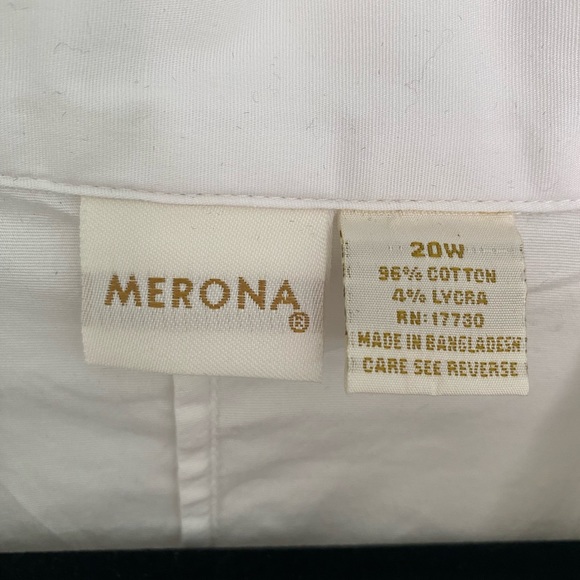 MERONA
®
20W
96% COTTON
4% LYCRA
RN: 17730
MADE IN BANGLADESH
CARE SEE REVERSE